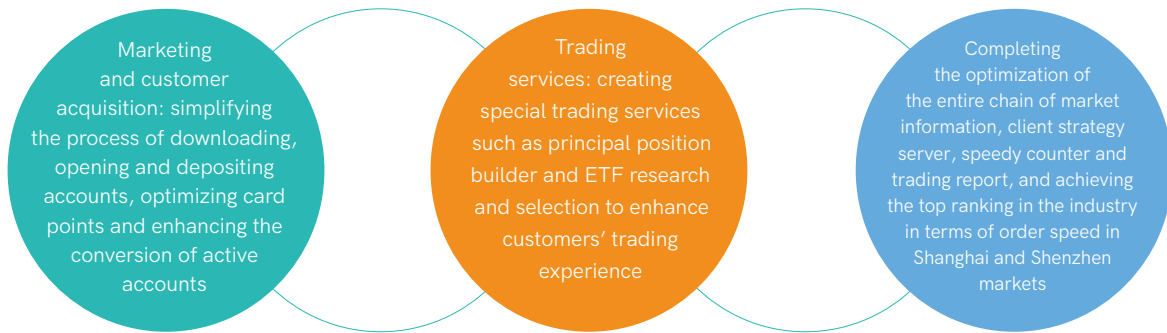 Marketing
and customer
acquisition: simplifying
the process of downloading,
opening and depositing
accounts, optimizing card
points and enhancing the
conversion of active
accounts
Trading
services: creating
special trading services
such as principal position
builder and ETF research
and selection to enhance
customers’ trading
experience
Completing
the optimization of
the entire chain of market
information, client strategy
server, speedy counter and
trading report, and achieving
the top ranking in the industry
in terms of order speed in
Shanghai and Shenzhen
markets